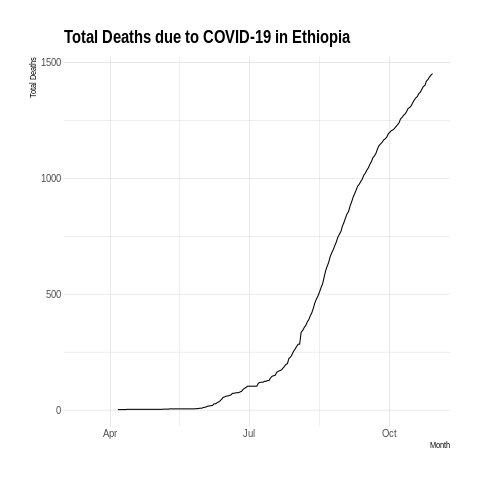 Total Deaths due to COVID-19 in Ethiopia
Total Deaths
1500
1000
500
0
Apr
Jul
Oct
Month